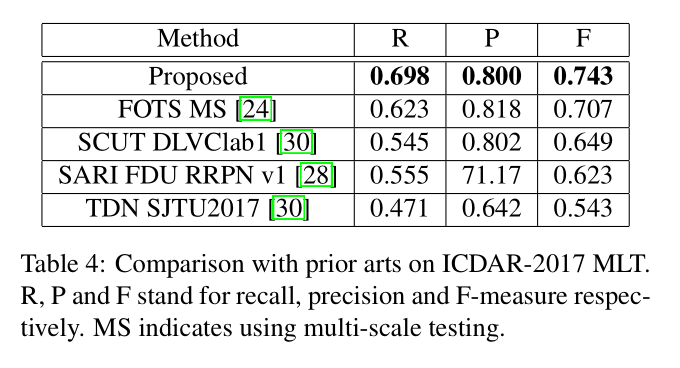 Method R P F
Proposed 0.698 0.800 0.743
FOTS MS [24] 0.623 0.818 0.707
SCUT DLVClab1 [30] 0.545 0.802 0.649
SARI FDU RRPN v1 [28] 0.555 71.17 0.623
TDN SJTU2017 [30] 0.471 0.642 0.543
Table 4: Comparison with prior arts on ICDAR-2017 MLT.
R, P and F stand for recall, precision and F-measure respec-
tively. MS indicates using multi-scale testing.